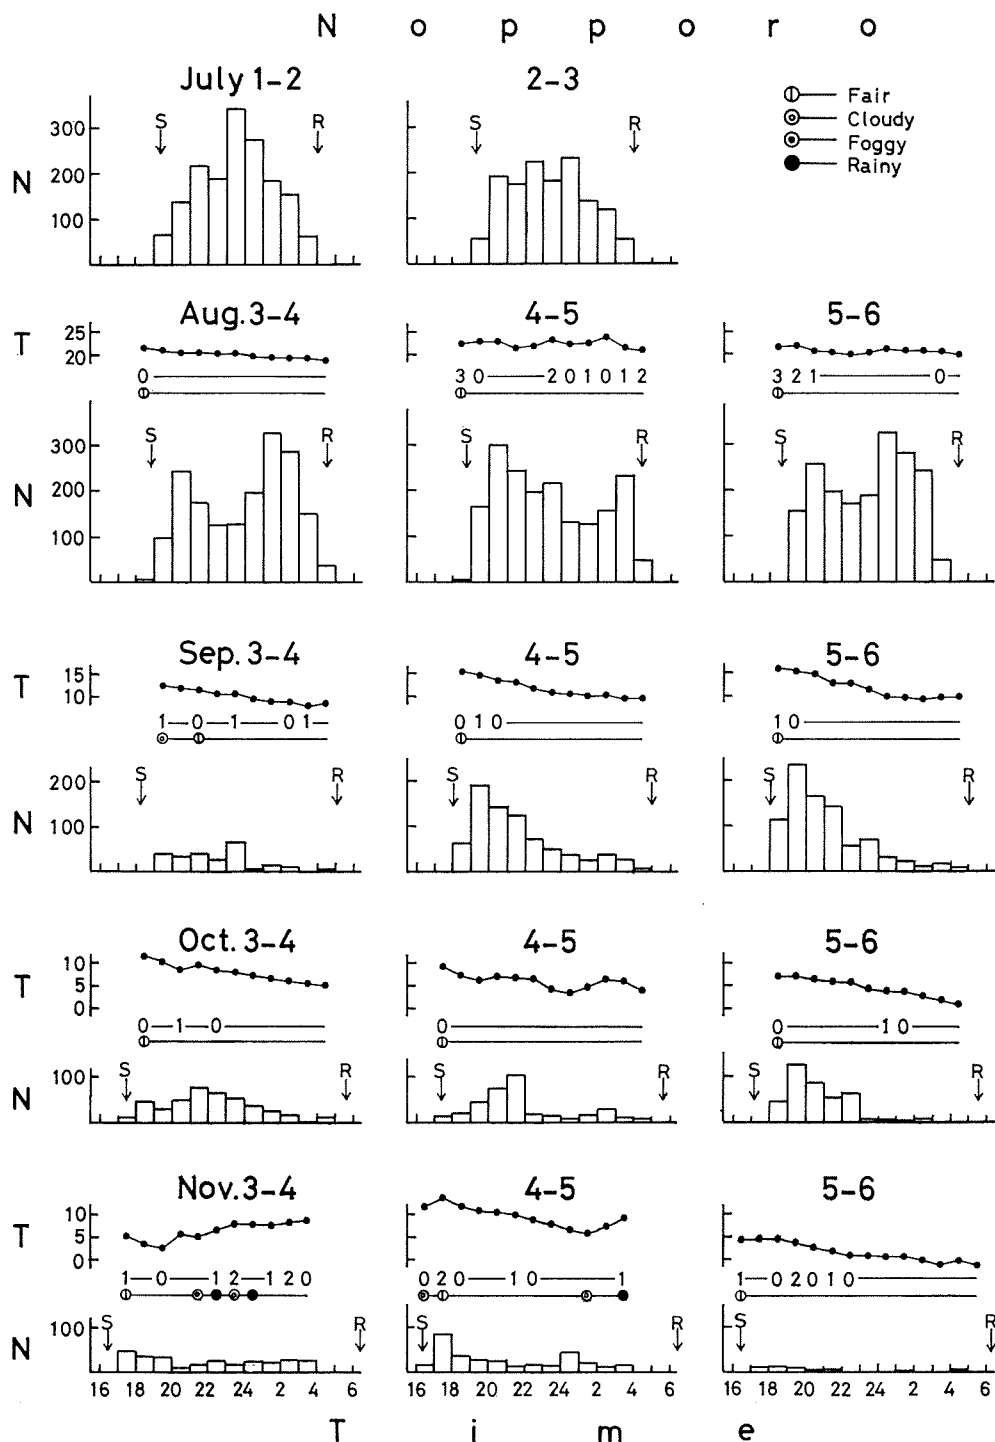 N o p p o r o
July 1-2 2-3
Fair
Cloudy
Foggy
Rainy
S R S R
N 300
200
100
Aug. 3-4 4-5 5-6
T 25
20
0 3 0 2 0 1 0 1 2 3 2 1 0
S R S R S R
N 300
200
100
Sep. 3-4 4-5 5-6
T 15
10
1 0 1 0 1 0 1 0 1 0
S R S R S R
N 200
100
Oct. 3-4 4-5 5-6
T 10
5
0
0 1 0 0 0 1 0
S R S R S R
N 100
Nov. 3-4 4-5 5-6
T 10
5
0
1 0 1 2 1 2 0 0 2 0 1 0 1 1 0 2 0 1 0
S R S R S R
N 100
16 18 20 22 24 2 4 6 16 18 20 22 24 2 4 6 16 18 20 22 24 2 4 6
T i m e